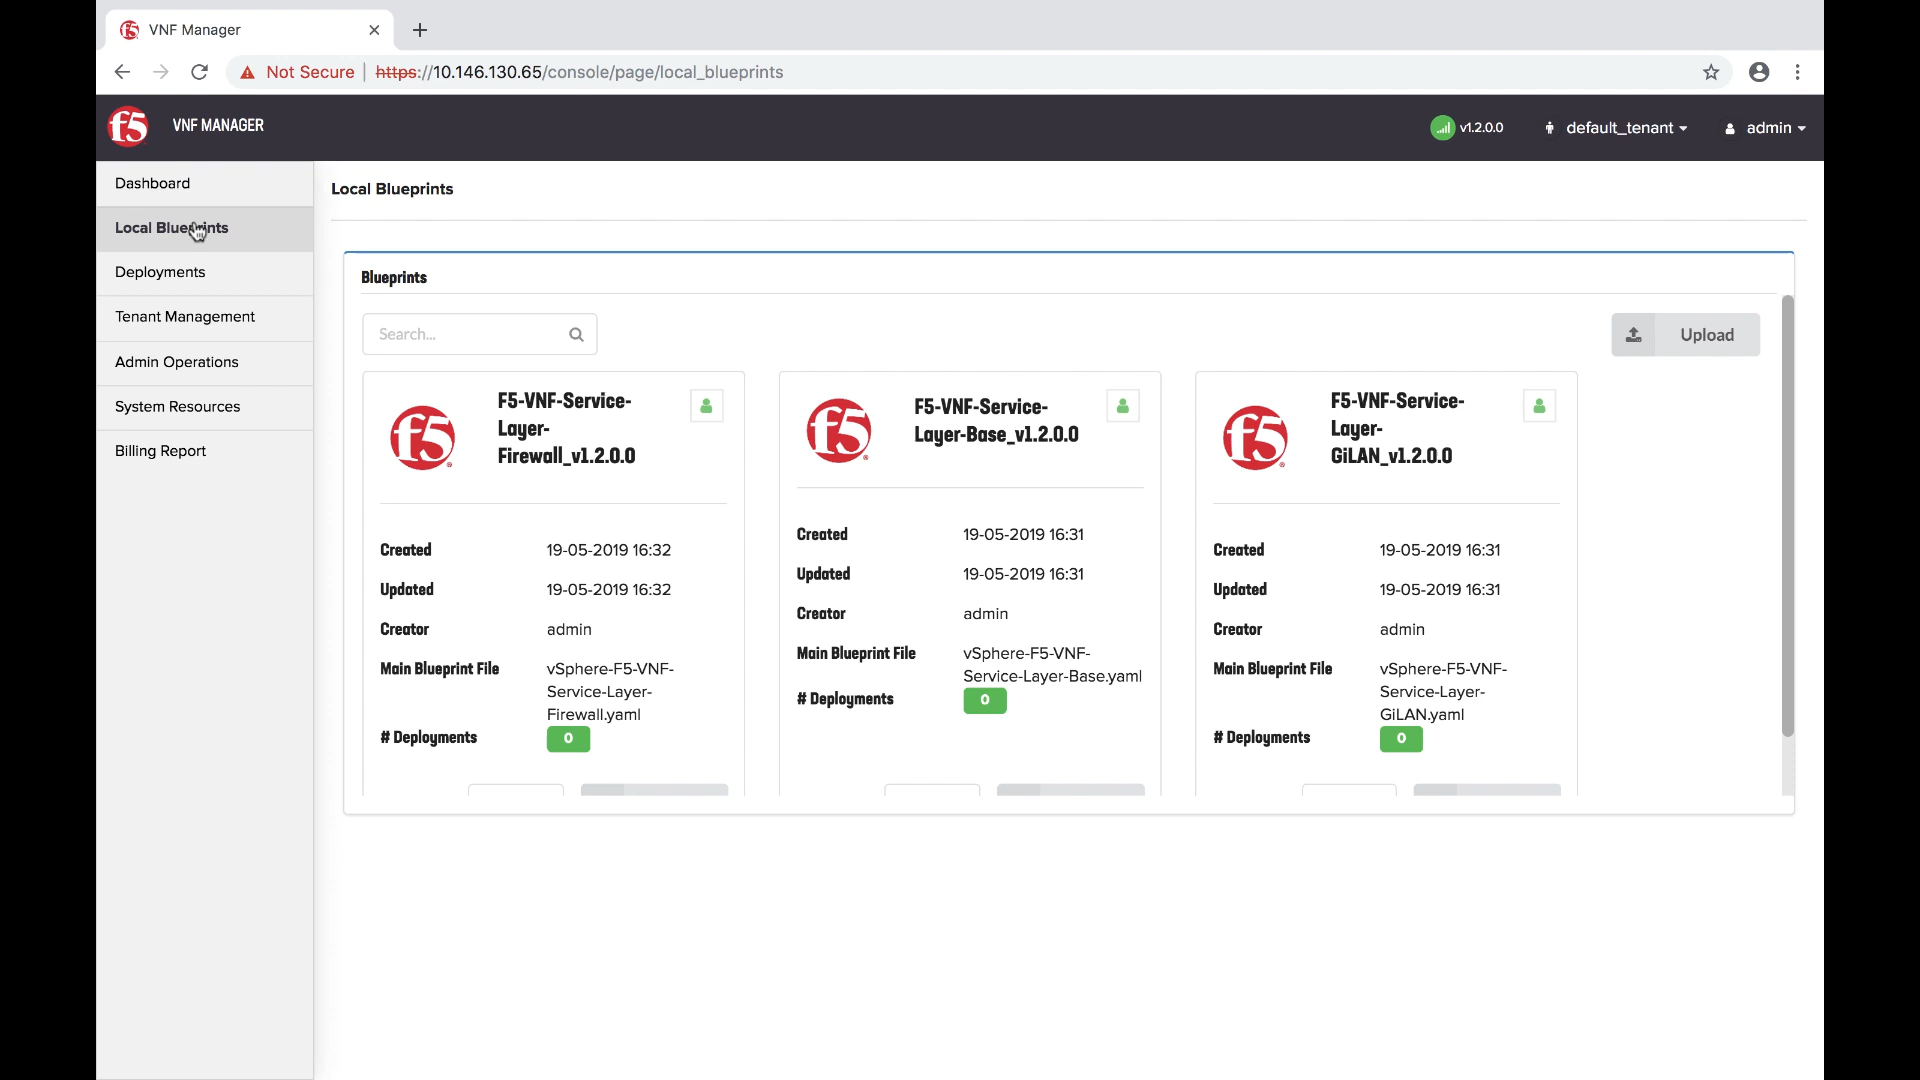 VNF Manager
Not Secure | https://10.146.130.65/console/page/local_blueprints
f5 VNF MANAGER
v1.2.0.0 default_tenant admin
Dashboard
Local Blueprints
Deployments
Tenant Management
Admin Operations
System Resources
Billing Report
Local Blueprints
Blueprints
Search...
Upload
f5
F5-VNF-Service-
Layer-
Firewall_v1.2.0.0
Created 19-05-2019 16:32
Updated 19-05-2019 16:32
Creator admin
Main Blueprint File vSphere-F5-VNF-
Service-Layer-
Firewall.yaml
# Deployments 0
f5
F5-VNF-Service-
Layer-Base_v1.2.0.0
Created 19-05-2019 16:31
Updated 19-05-2019 16:31
Creator admin
Main Blueprint File vSphere-F5-VNF-
Service-Layer-Base.yaml
# Deployments 0
f5
F5-VNF-Service-
Layer-
GiLAN_v1.2.0.0
Created 19-05-2019 16:31
Updated 19-05-2019 16:31
Creator admin
Main Blueprint File vSphere-F5-VNF-
Service-Layer-
GiLAN.yaml
# Deployments 0